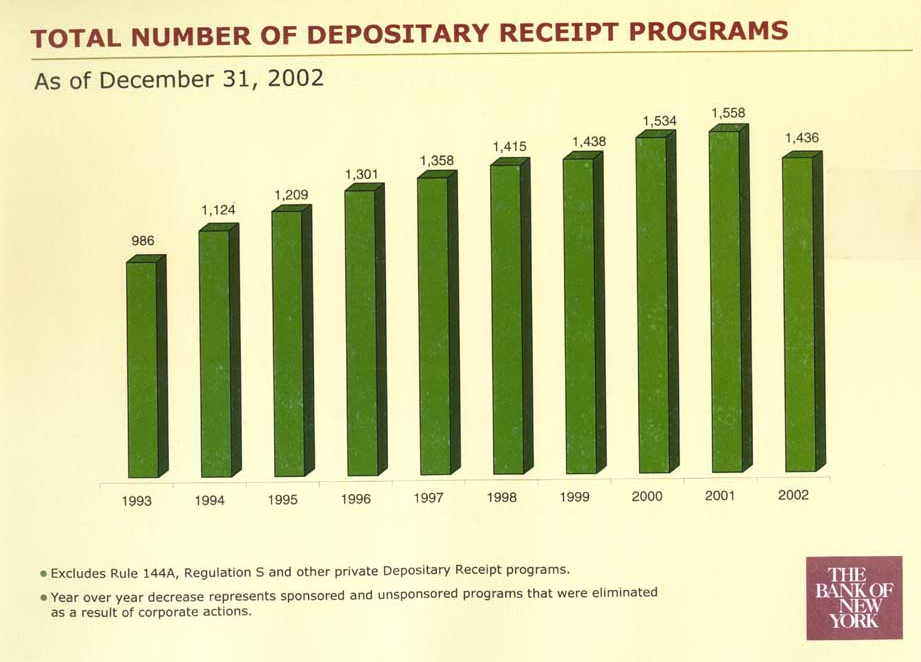 TOTAL NUMBER OF DEPOSITARY RECEIPT PROGRAMS
As of December 31, 2002
986
1,124
1,209
1,301
1,358
1,415
1,438
1,534
1,558
1,436
1993
1994
1995
1996
1997
1998
1999
2000
2001
2002
• Excludes Rule 144A, Regulation S and other private Depositary Receipt programs.
• Year over year decrease represents sponsored and unsponsored programs that were eliminated
as a result of corporate actions.
THE
BANK OF
NEW
YORK